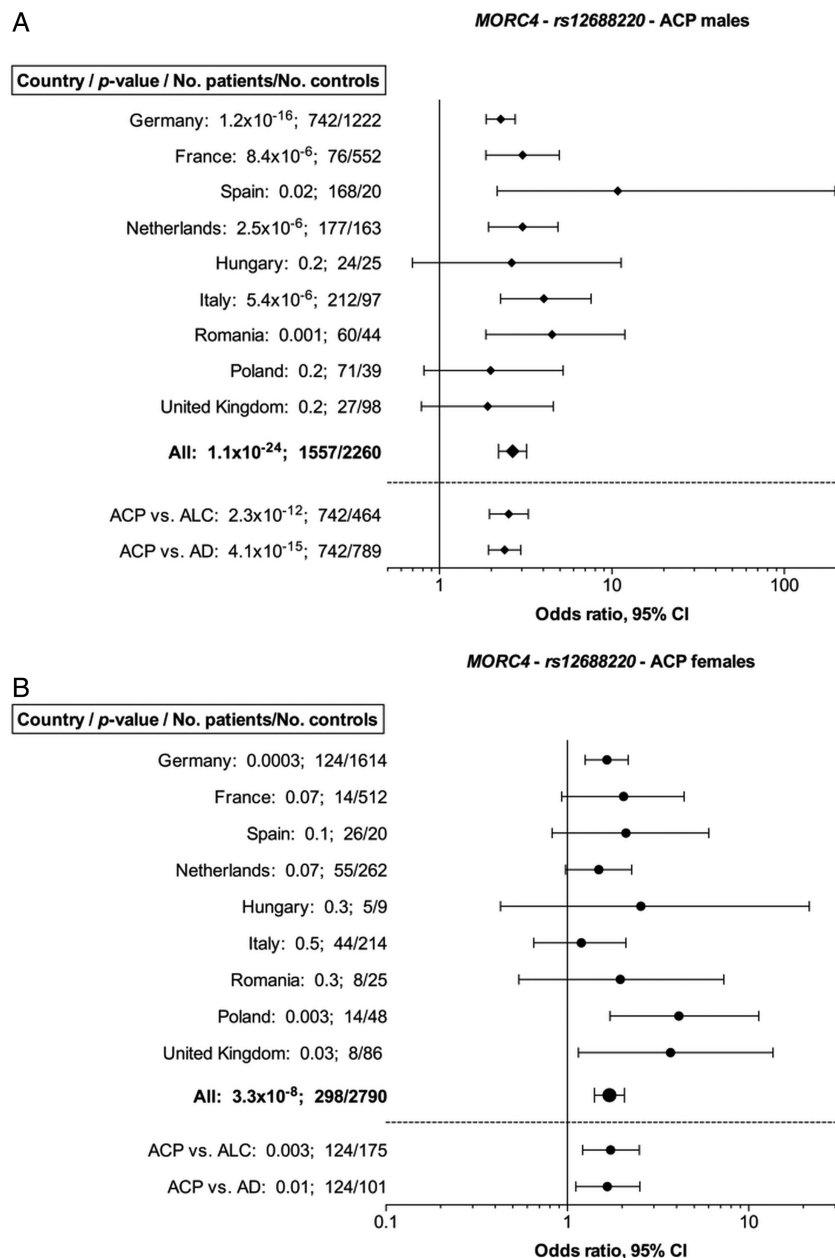 A
MORC4 - rs12688220 - ACP males
Country / p-value / No. patients/No. controls
Germany: 1.2x10⁻¹⁶; 742/1222
France: 8.4x10⁻⁶; 76/552
Spain: 0.02; 168/20
Netherlands: 2.5x10⁻⁶; 177/163
Hungary: 0.2; 24/25
Italy: 5.4x10⁻⁶; 212/97
Romania: 0.001; 60/44
Poland: 0.2; 71/39
United Kingdom: 0.2; 27/98
All: 1.1x10⁻²⁴; 1557/2260
ACP vs. ALC: 2.3x10⁻¹²; 742/464
ACP vs. AD: 4.1x10⁻¹⁵; 742/789
1 10 100
Odds ratio, 95% CI
MORC4 - rs12688220 - ACP females
B
Country / p-value / No. patients/No. controls
Germany: 0.0003; 124/1614
France: 0.07; 14/512
Spain: 0.1; 26/20
Netherlands: 0.07; 55/262
Hungary: 0.3; 5/9
Italy: 0.5; 44/214
Romania: 0.3; 8/25
Poland: 0.003; 14/48
United Kingdom: 0.03; 8/86
All: 3.3x10⁻⁸; 298/2790
ACP vs. ALC: 0.003; 124/175
ACP vs. AD: 0.01; 124/101
0.1 1 10
Odds ratio, 95% CI